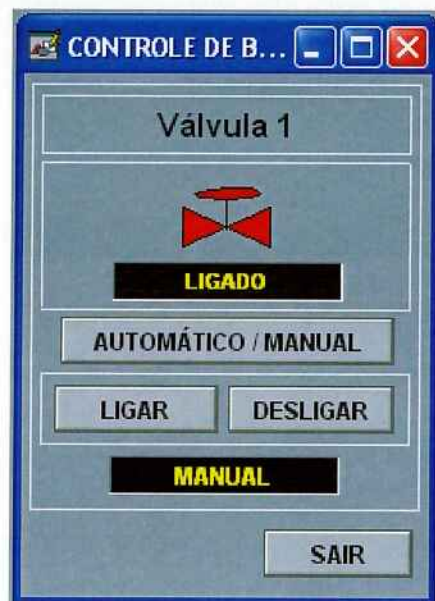 CONTROLE DE B...
Válvula 1
LIGADO
AUTOMÁTICO / MANUAL
LIGAR DESLIGAR
MANUAL
SAIR